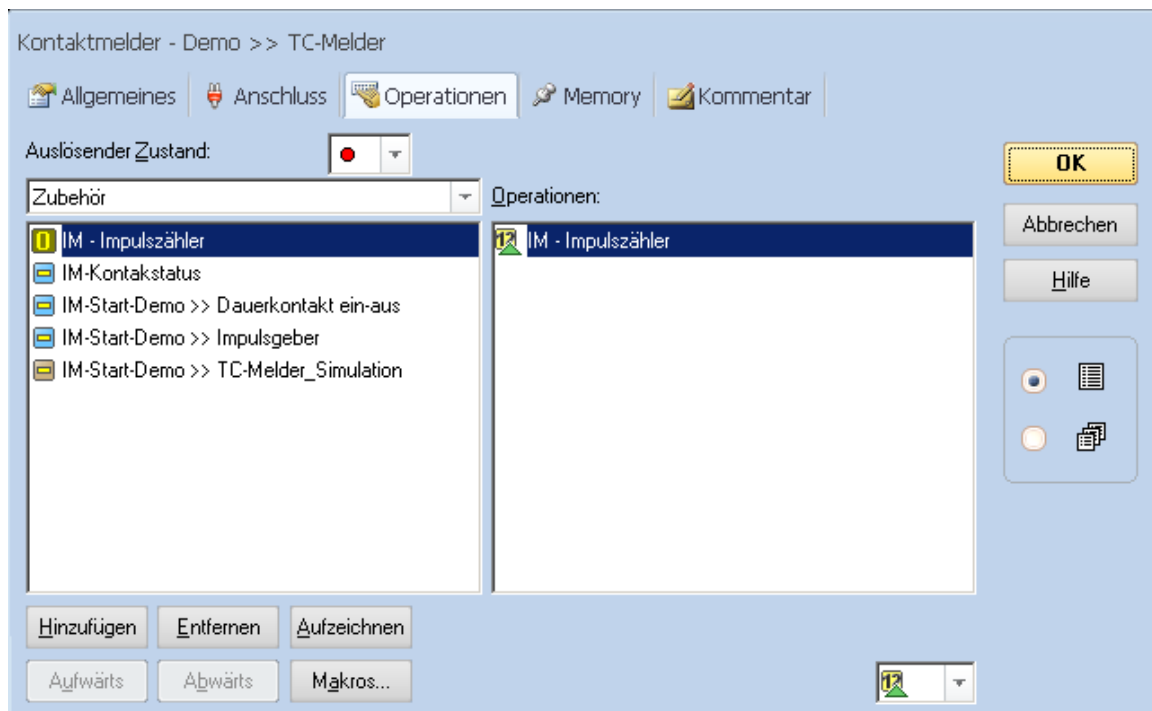 Kontaktmelder - Demo >> TC-Melder
Allgemeines Anschluss Operationen Memory Kommentar
Auslösender Zustand:
Zubehör
Operationen:
IM - Impulszähler
IM-Kontakstatus
IM-Start-Demo >> Dauerkontakt ein-aus
IM-Start-Demo >> Impulsgeber
IM-Start-Demo >> TC-Melder_Simulation
12 IM - Impulszähler
OK
Abbrechen
Hilfe
Hinzufügen Entfernen Aufzeichnen
Aufwärts Abwärts Makros...
12